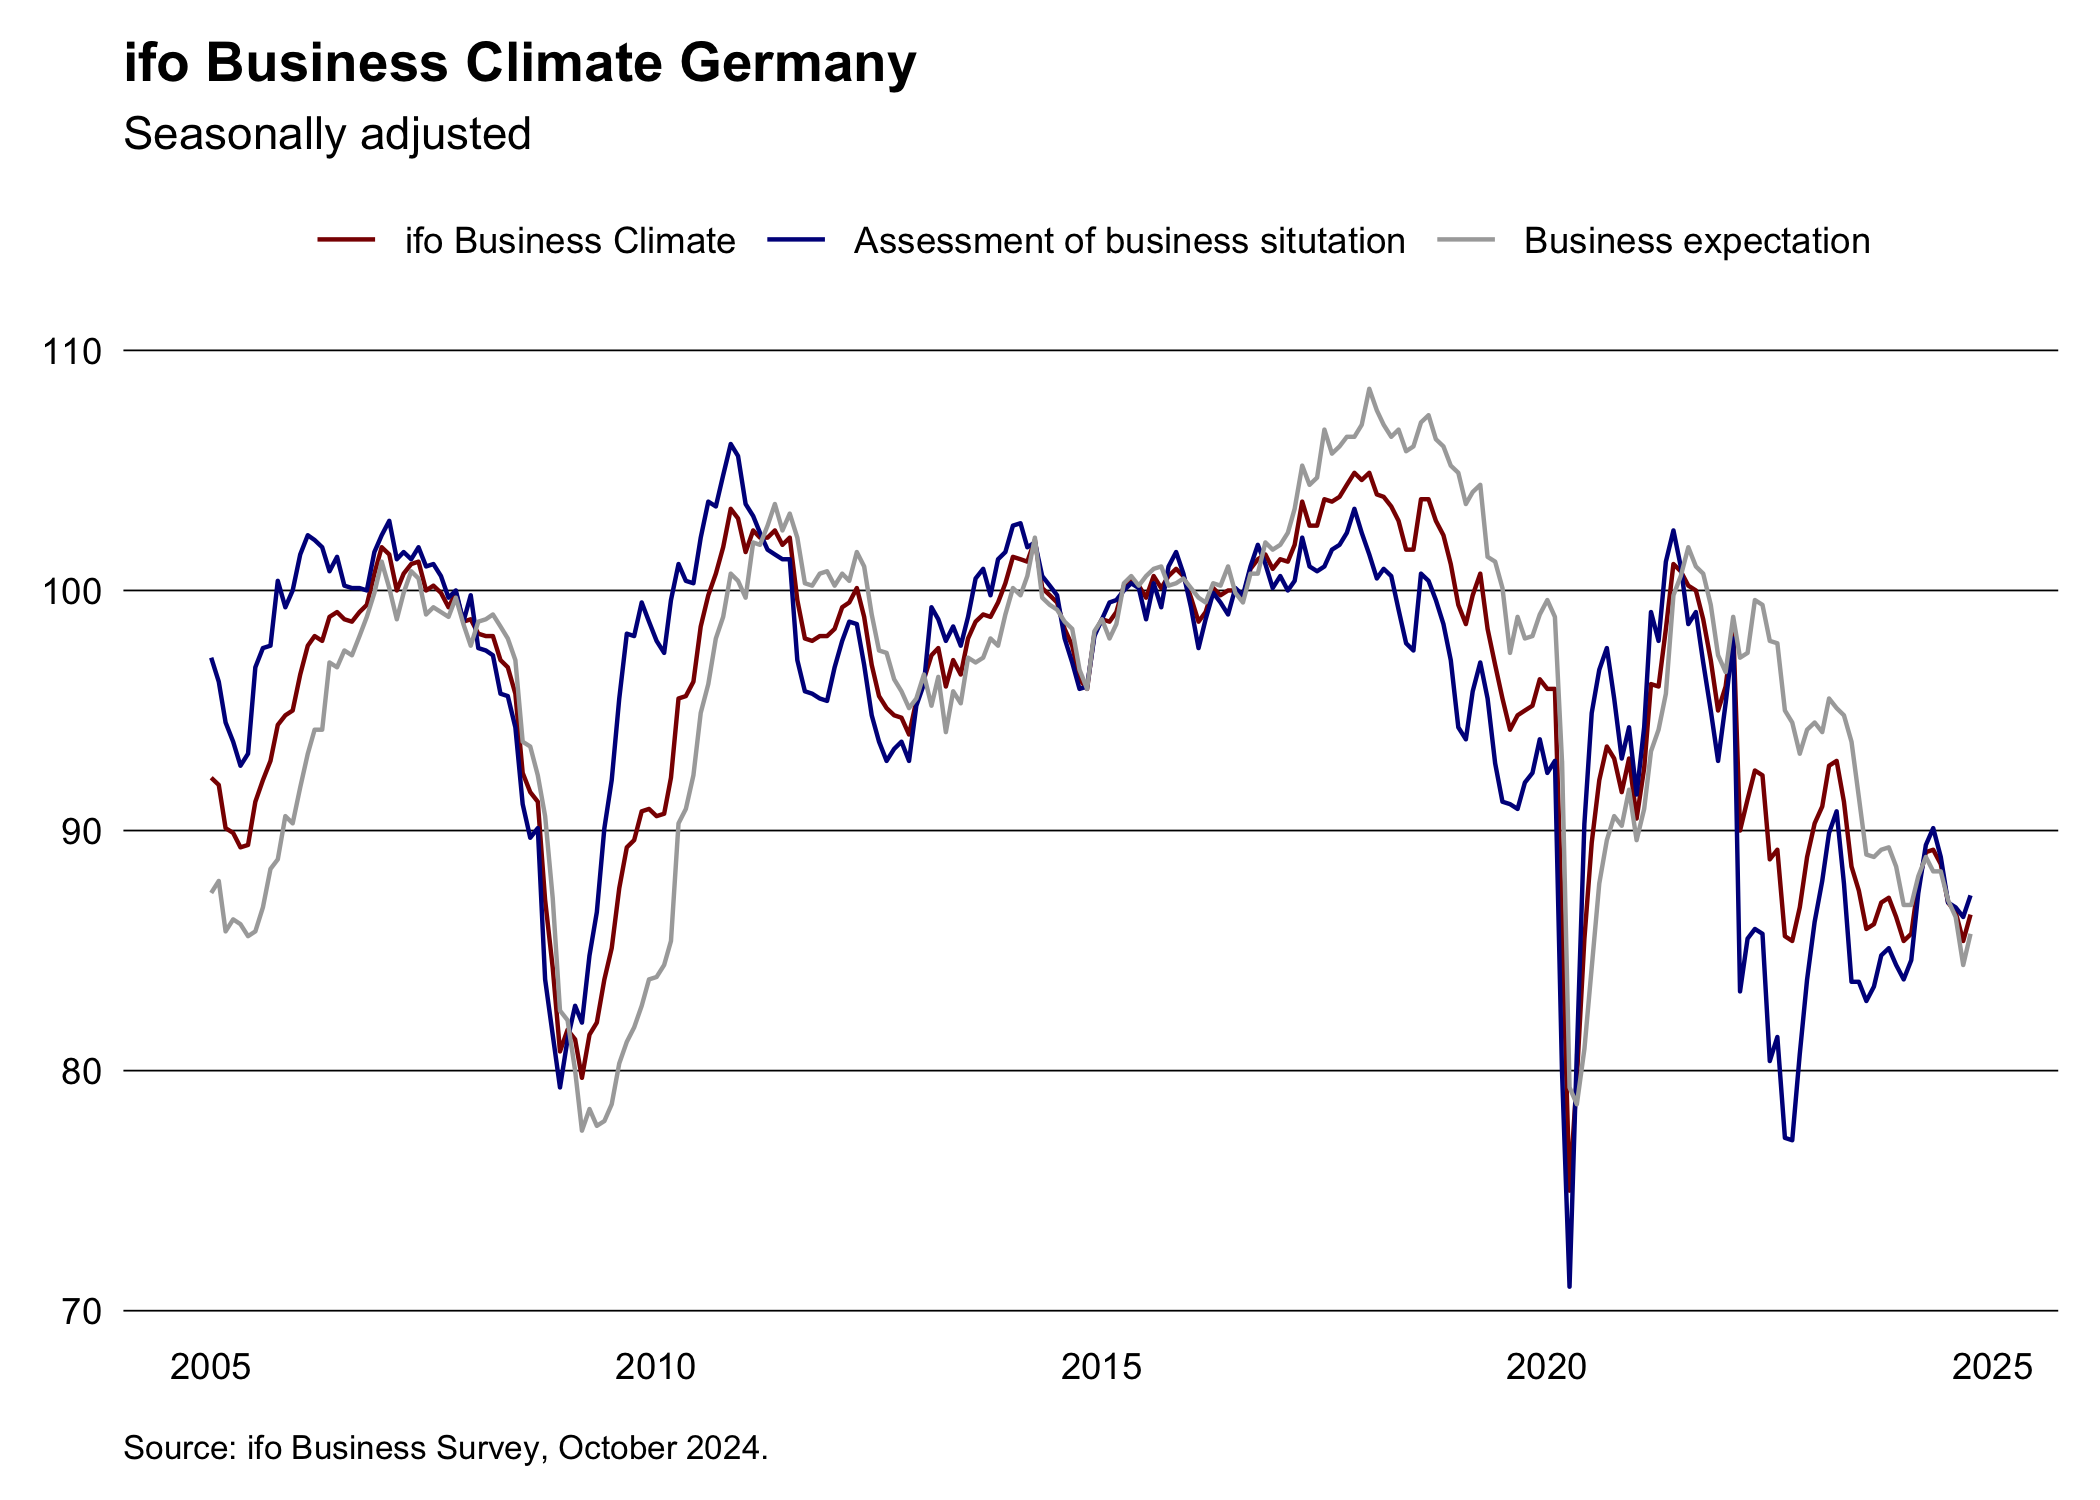 ifo Business Climate Germany
Seasonally adjusted
ifo Business Climate
Assessment of business situtation
Business expectation
110
100
90
80
70
2005
2010
2015
2020
2025
Source: ifo Business Survey, October 2024.